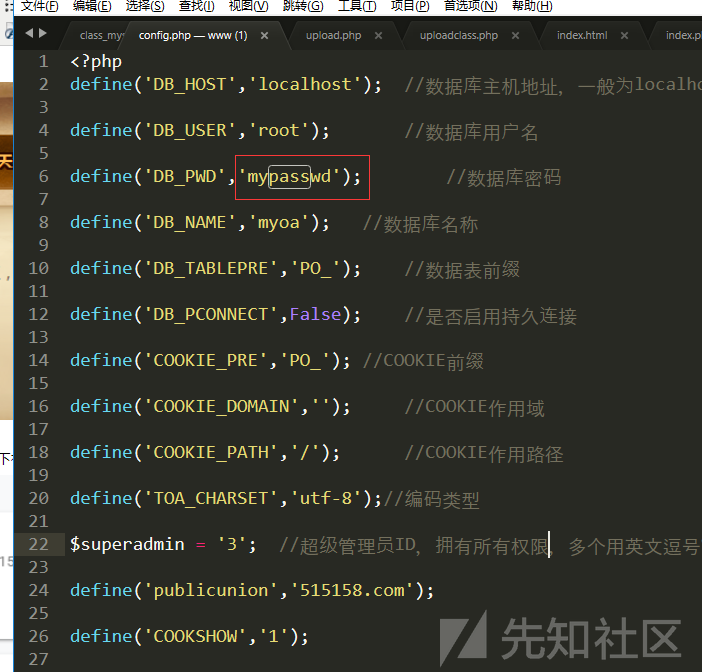 文件(F) 编辑(E) 选择(S) 查找(I) 视图(V) 跳转(G) 工具(T) 项目(P) 首选项(N) 帮助(H)
class_my config.php — www (1) × upload.php × uploadclass.php × index.html × index.p
1 <?php
2 define('DB_HOST','localhost'); //数据库主机地址, 一般为localho
3
4 define('DB_USER','root'); //数据库用户名
5
6 define('DB_PWD','mypasswd'); //数据库密码
7
8 define('DB_NAME','myoa'); //数据库名称
9
10 define('DB_TABLEPRE','PO_'); //数据表前缀
11
12 define('DB_PCONNECT',False); //是否启用持久连接
13
14 define('COOKIE_PRE','PO_'); //COOKIE前缀
15
16 define('COOKIE_DOMAIN',''); //COOKIE作用域
17
18 define('COOKIE_PATH','/'); //COOKIE作用路径
19
20 define('TOA_CHARSET','utf-8');//编码类型
21
22 $superadmin = '3'; //超级管理员ID, 拥有所有权限, 多个用英文逗号
23
24 define('publicunion','515158.com');
25
26 define('COOKSHOW','1');
27
天
下
15
先知社区